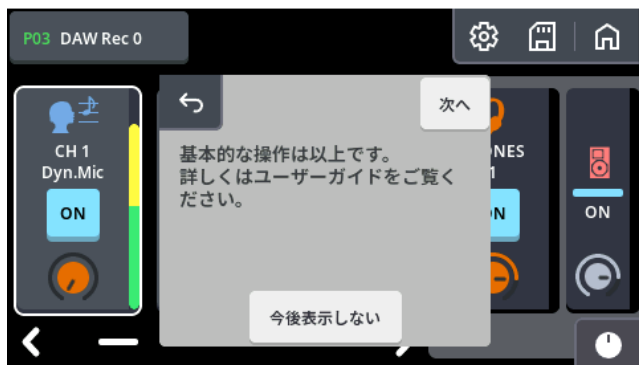 P03 DAW Rec 0
次へ
基本的な操作は以上です。
詳しくはユーザーガイドをご覧く
ださい。
今後表示しない
CH 1
Dyn.Mic
ON
NES
1
N
ON